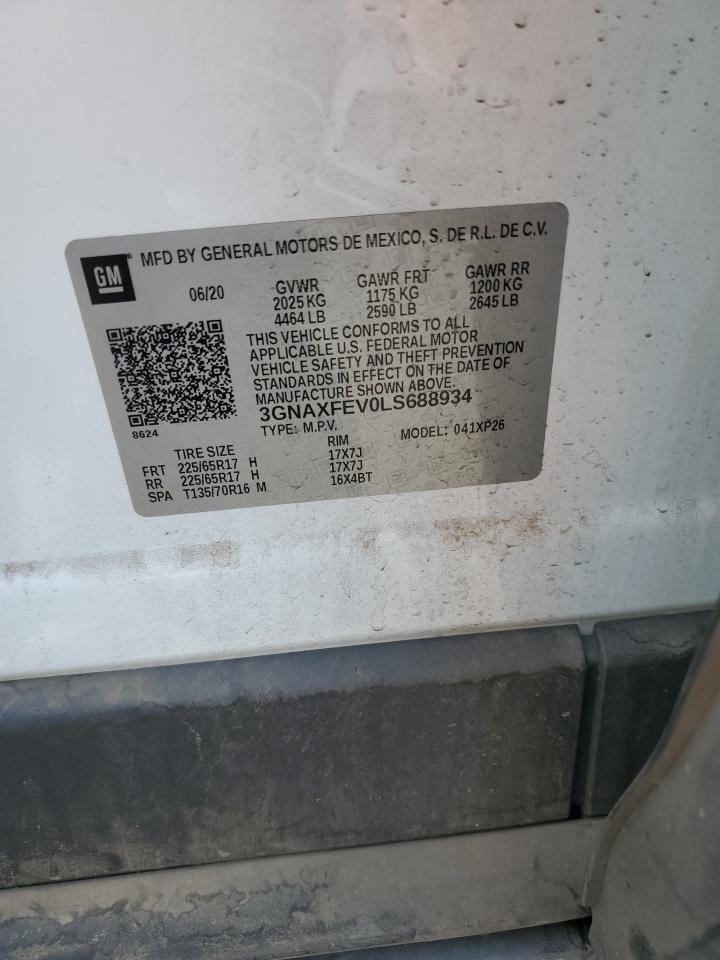 GM® MFD BY GENERAL MOTORS DE MEXICO, S. DE R.L. DE C.V.
06/20 GVWR GAWR FRT GAWR RR
2025 KG 1175 KG 1200 KG
4464 LB 2590 LB 2645 LB
THIS VEHICLE CONFORMS TO ALL
APPLICABLE U.S. FEDERAL MOTOR
VEHICLE SAFETY AND THEFT PREVENTION
STANDARDS IN EFFECT ON THE DATE OF
MANUFACTURE SHOWN ABOVE.
3GNAXFEV0LS688934
8624 TYPE: M.P.V. MODEL: 041XP26
TIRE SIZE RIM
FRT 225/65R17 H 17X7J
RR 225/65R17 H 17X7J
SPA T135/70R16 M 16X4BT